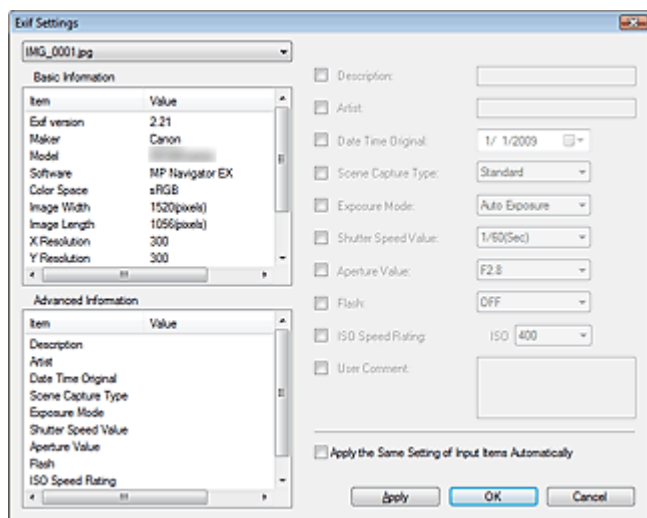 Exif Settings
IMG_0001.jpg
Basic Information
Item Value
Exif version 2.21
Maker Canon
Model
Software MP Navigator EX
Color Space sRGB
Image Width 1520(pixels)
Image Length 1056(pixels)
X Resolution 300
Y Resolution 300
Advanced Information
Item Value
Description
Artist
Date Time Original
Scene Capture Type
Exposure Mode
Shutter Speed Value
Aperture Value
Flash
ISO Speed Rating
Description:
Artist:
Date Time Original: 1/ 1/2009
Scene Capture Type: Standard
Exposure Mode: Auto Exposure
Shutter Speed Value: 1/60(Sec)
Aperture Value: F2.8
Flash: OFF
ISO Speed Rating: ISO 400
User Comment:
Apply the Same Setting of Input Items Automatically
Apply OK Cancel